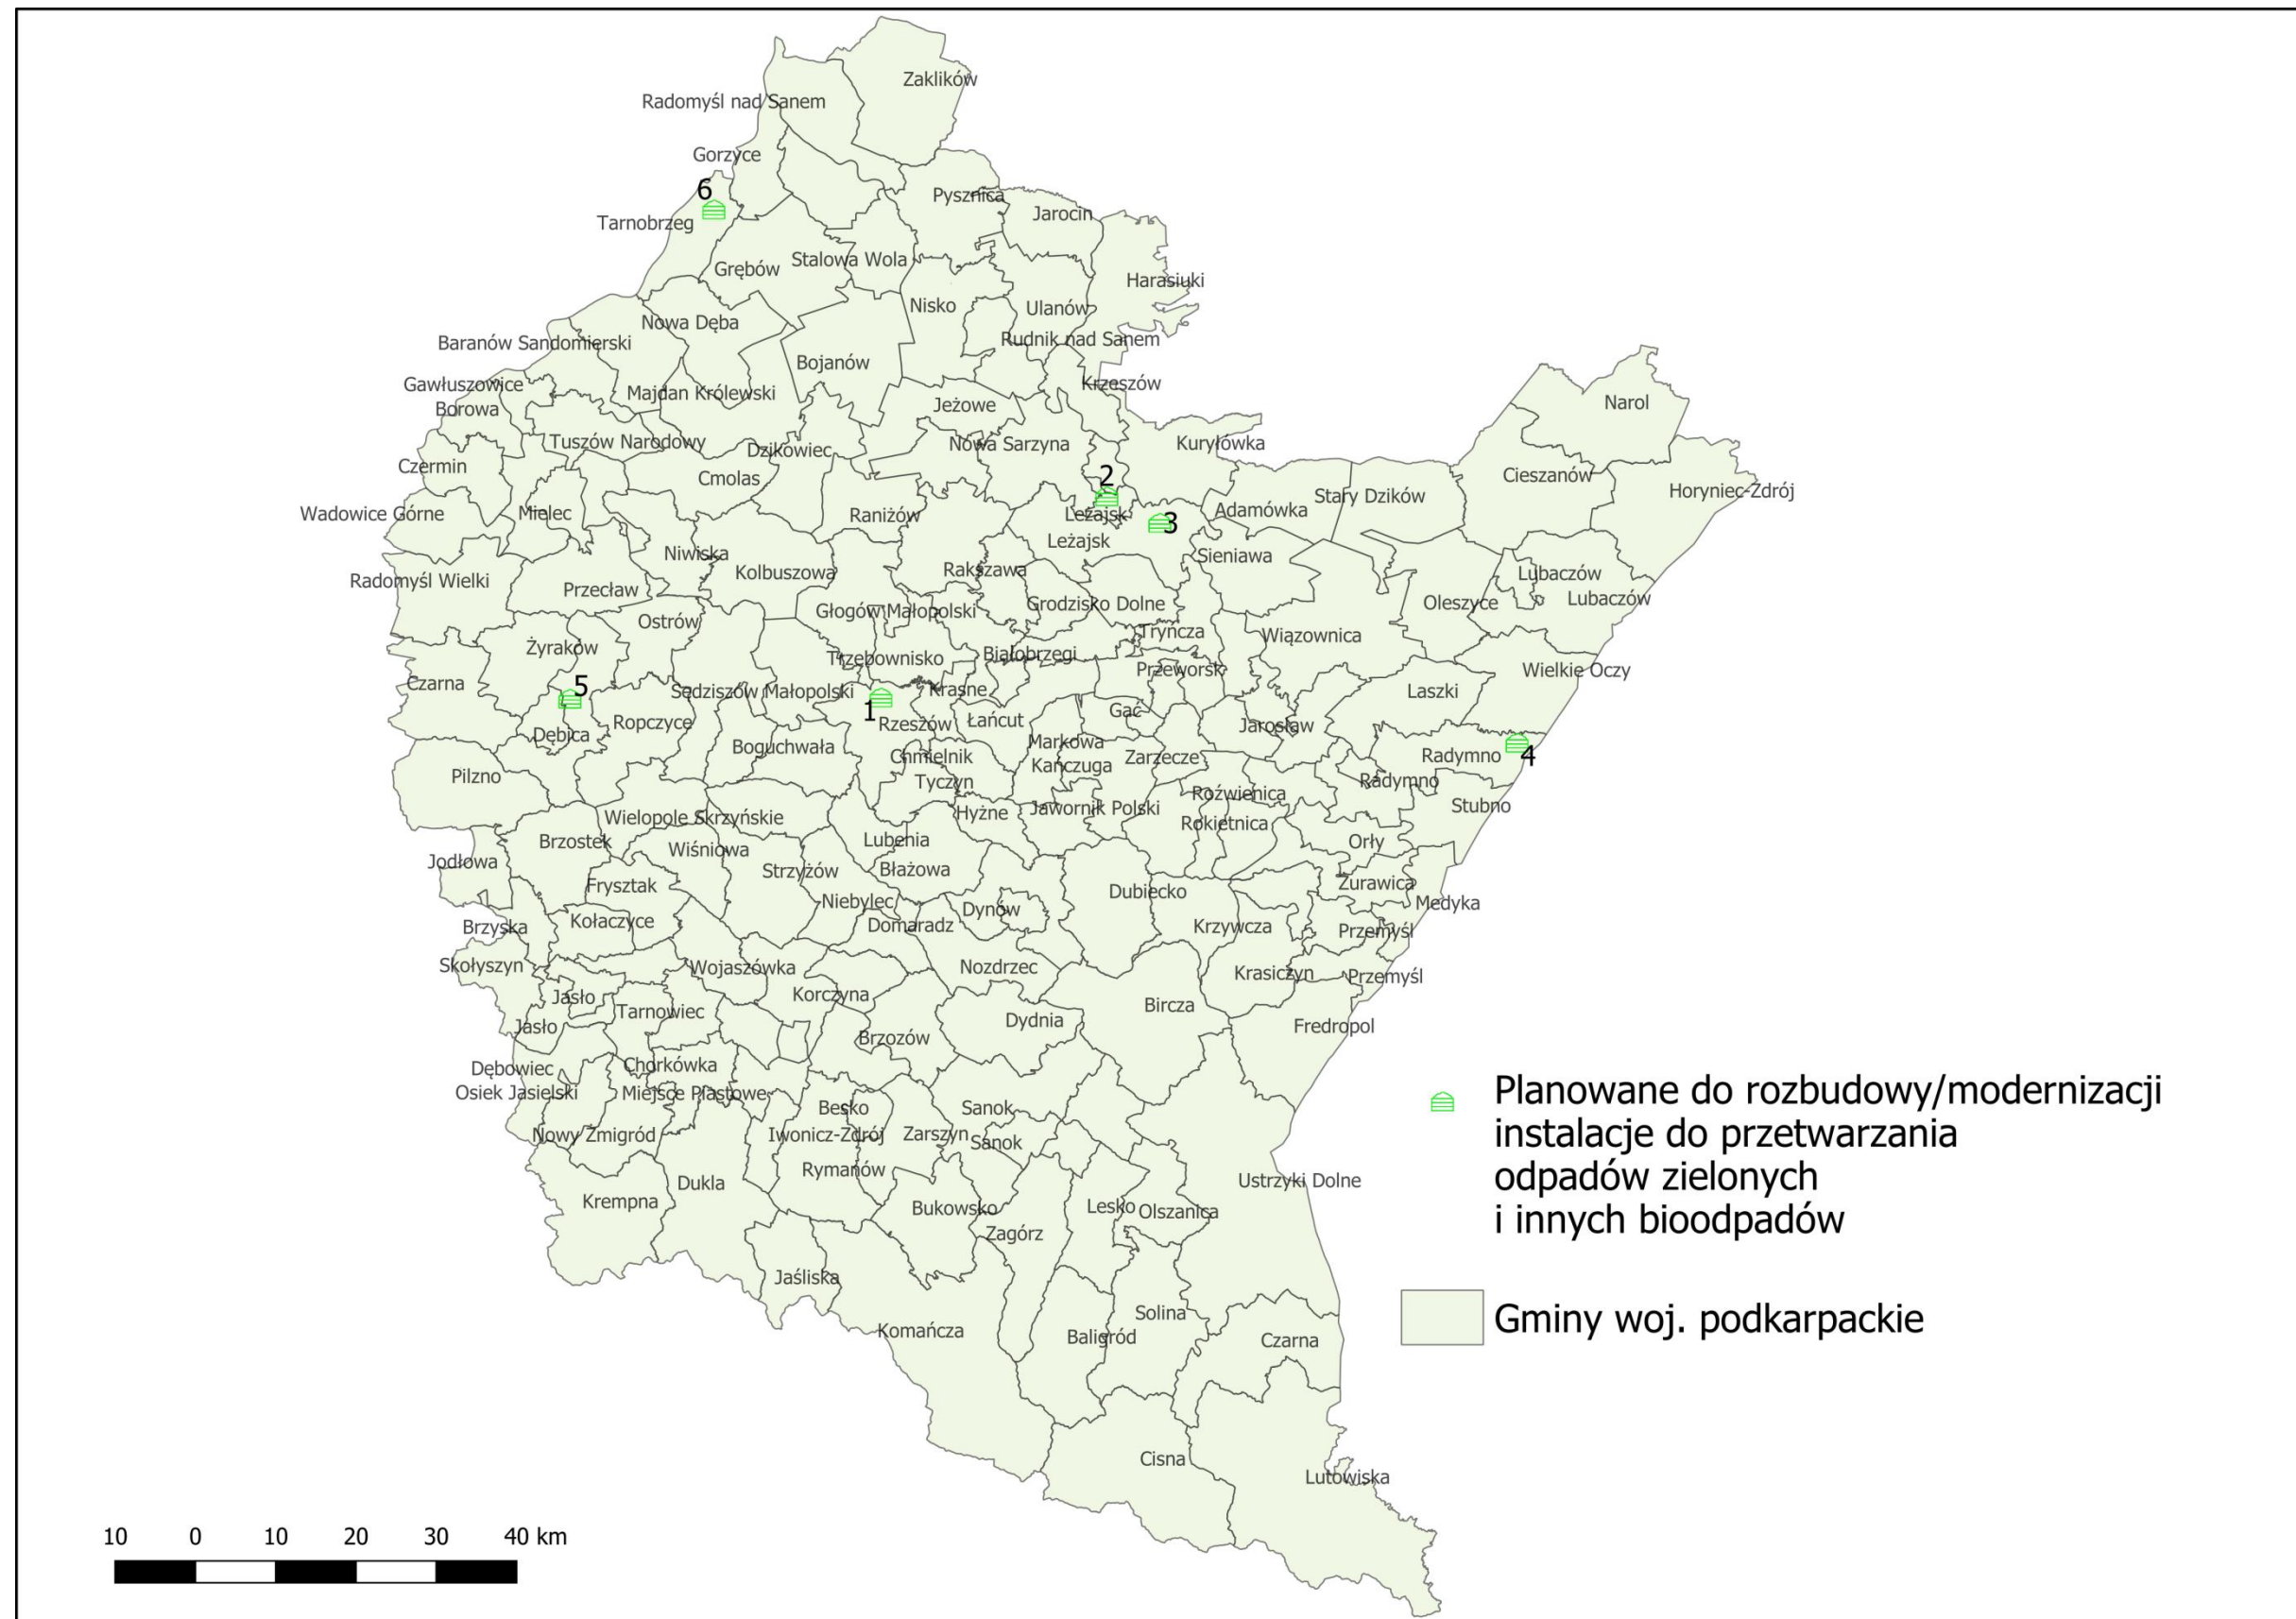 Zaklików
Radomyśl nad Sanem
Gorzyce
6
Pysznica
Jarocin
Tarnobrzeg
Stalowa Wola
Grębów
Harasiuki
Nisko
Ulanów
Nowa Dęba
Rudnik nad Sanem
Baranów Sandomierski
Bojanów
Gawłuszowice
Krzeszów
Majdan Królewski
Narol
Borowa
Jeżowe
Tuszów Narodowy
Nowa Sarzyna
Kuryłówka
Dzikowiec
Czermin
Cmolas
2
Cieszanów
Horyniec-Zdrój
Stary Dzików
Wadowice Górne
Mielec
Raniżów
Leżajsk
3
Adamówka
Leżajsk
Niwiska
Sieniawa
Kolbuszowa
Rakszawa
Lubaczów
Radomyśl Wielki
Przecław
Lubaczów
Oleszyce
Głogów Małopolski
Grodzisko Dolne
Ostrów
Tryńcza
Wiązownica
Żyraków
Trzebownisko
Białobrzegi
Przeworsk
Wielkie Oczy
Czarna
5
Sędziszów Małopolski
Krasne
Laszki
1
Rzeszów
Łańcut
Gać
Ropczyce
Jarosław
Dębica
Boguchwała
Markowa
Chmielnik
Kańczuga
Zarzecze
Radymno
4
Pilzno
Tyczyn
Radymno
Roźwienica
Stubno
Wielopole Skrzyńskie
Hyżne
Jawornik Polski
Rokietnica
Brzostek
Lubenia
Orły
Wiśniowa
Jodłowa
Strzyżów
Błażowa
Frysztak
Dubiecko
Żurawica
Niebylec
Medyka
Dynów
Kołaczyce
Domaradz
Brzyska
Krzywcza
Przemyśl
Skołyszyn
Wojaszówka
Nozdrzec
Krasiczyn
Przemyśl
Jasło
Korczyna
Bircza
Tarnowiec
Dydnia
Jasło
Fredropol
Brzozów
Dębowiec
Chorkówka
Osiek Jasielski
Miejsce Piastowe
Besko
Sanok
Nowy Żmigród
Iwonicz-Zdrój
Zarszyn
Sanok
Rymanów
Dukla
Ustrzyki Dolne
Krempna
Bukowsko
Lesko
Olszanica
Zagórz
Jaśliska
Solina
Komańcza
Baligród
Czarna
Cisna
Lutowiska
Planowane do rozbudowy/modernizacji
instalacje do przetwarzania
odpadów zielonych
i innych bioodpadów
Gminy woj. podkarpackie
10 0 10 20 30 40 km